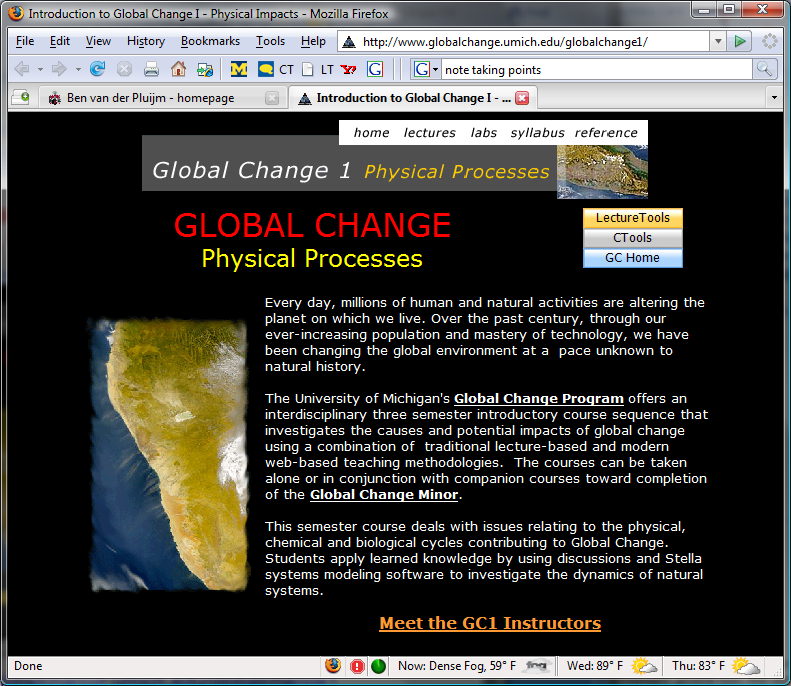 Introduction to Global Change I - Physical Impacts - Mozilla Firefox
File Edit View History Bookmarks Tools Help http://www.globalchange.umich.edu/globalchange1/
M CT LT Y! G G note taking points
Ben van der Pluijm - homepage Introduction to Global Change I - ...
home lectures labs syllabus reference
Global Change 1 Physical Processes
GLOBAL CHANGE
Physical Processes
LectureTools
CTools
GC Home
Every day, millions of human and natural activities are altering the
planet on which we live. Over the past century, through our
ever-increasing population and mastery of technology, we have
been changing the global environment at a pace unknown to
natural history.
The University of Michigan's Global Change Program offers an
interdisciplinary three semester introductory course sequence that
investigates the causes and potential impacts of global change
using a combination of traditional lecture-based and modern
web-based teaching methodologies. The courses can be taken
alone or in conjunction with companion courses toward completion
of the Global Change Minor.
This semester course deals with issues relating to the physical,
chemical and biological cycles contributing to Global Change.
Students apply learned knowledge by using discussions and Stella
systems modeling software to investigate the dynamics of natural
systems.
Meet the GC1 Instructors
Done Now: Dense Fog, 59° F fog Wed: 89° F Thu: 83° F